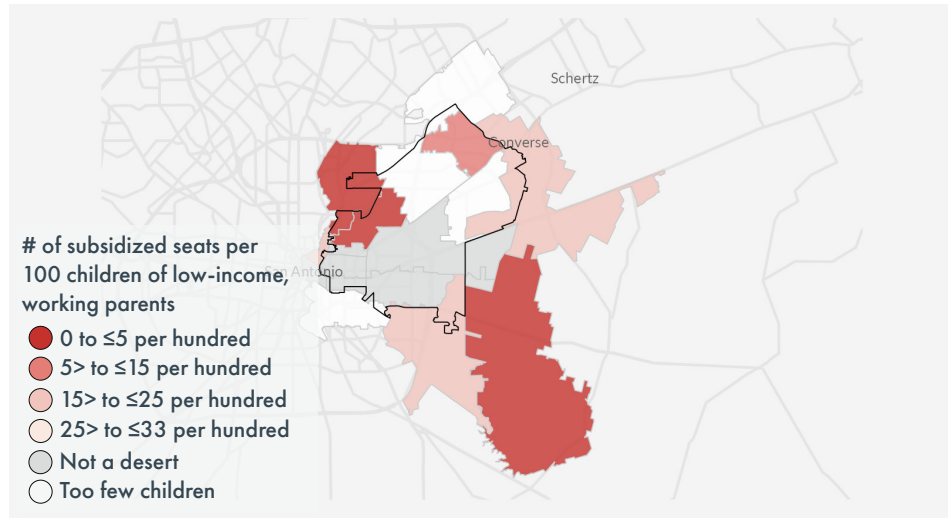 Schertz
Converse
# of subsidized seats per
100 children of low-income,
San Antonio
working parents
0 to ≤5 per hundred
5> to ≤15 per hundred
15> to ≤25 per hundred
25> to ≤33 per hundred
Not a desert
Too few children